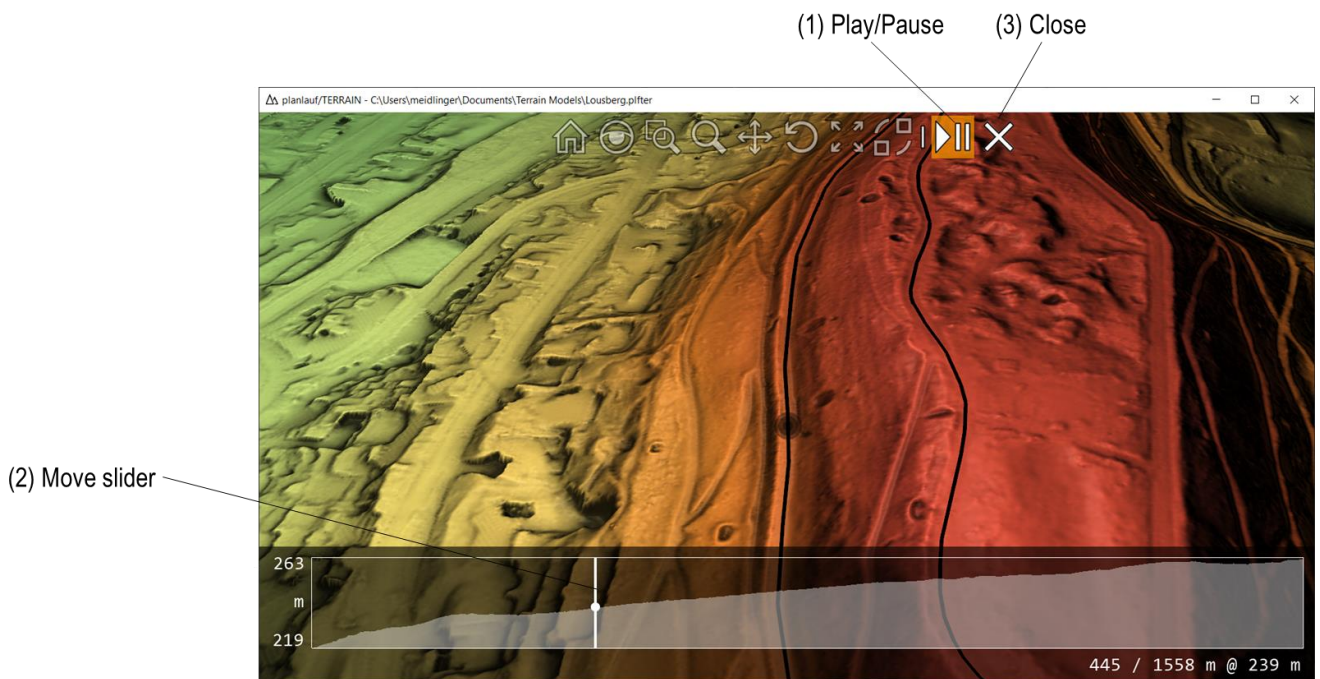 (1) Play/Pause
(3) Close
planlauf/TERRAIN - C:\Users\meidlinger\Documents\Terrain Models\Lousberg.plfter
(2) Move slider
263
m
219
445 / 1558 m @ 239 m